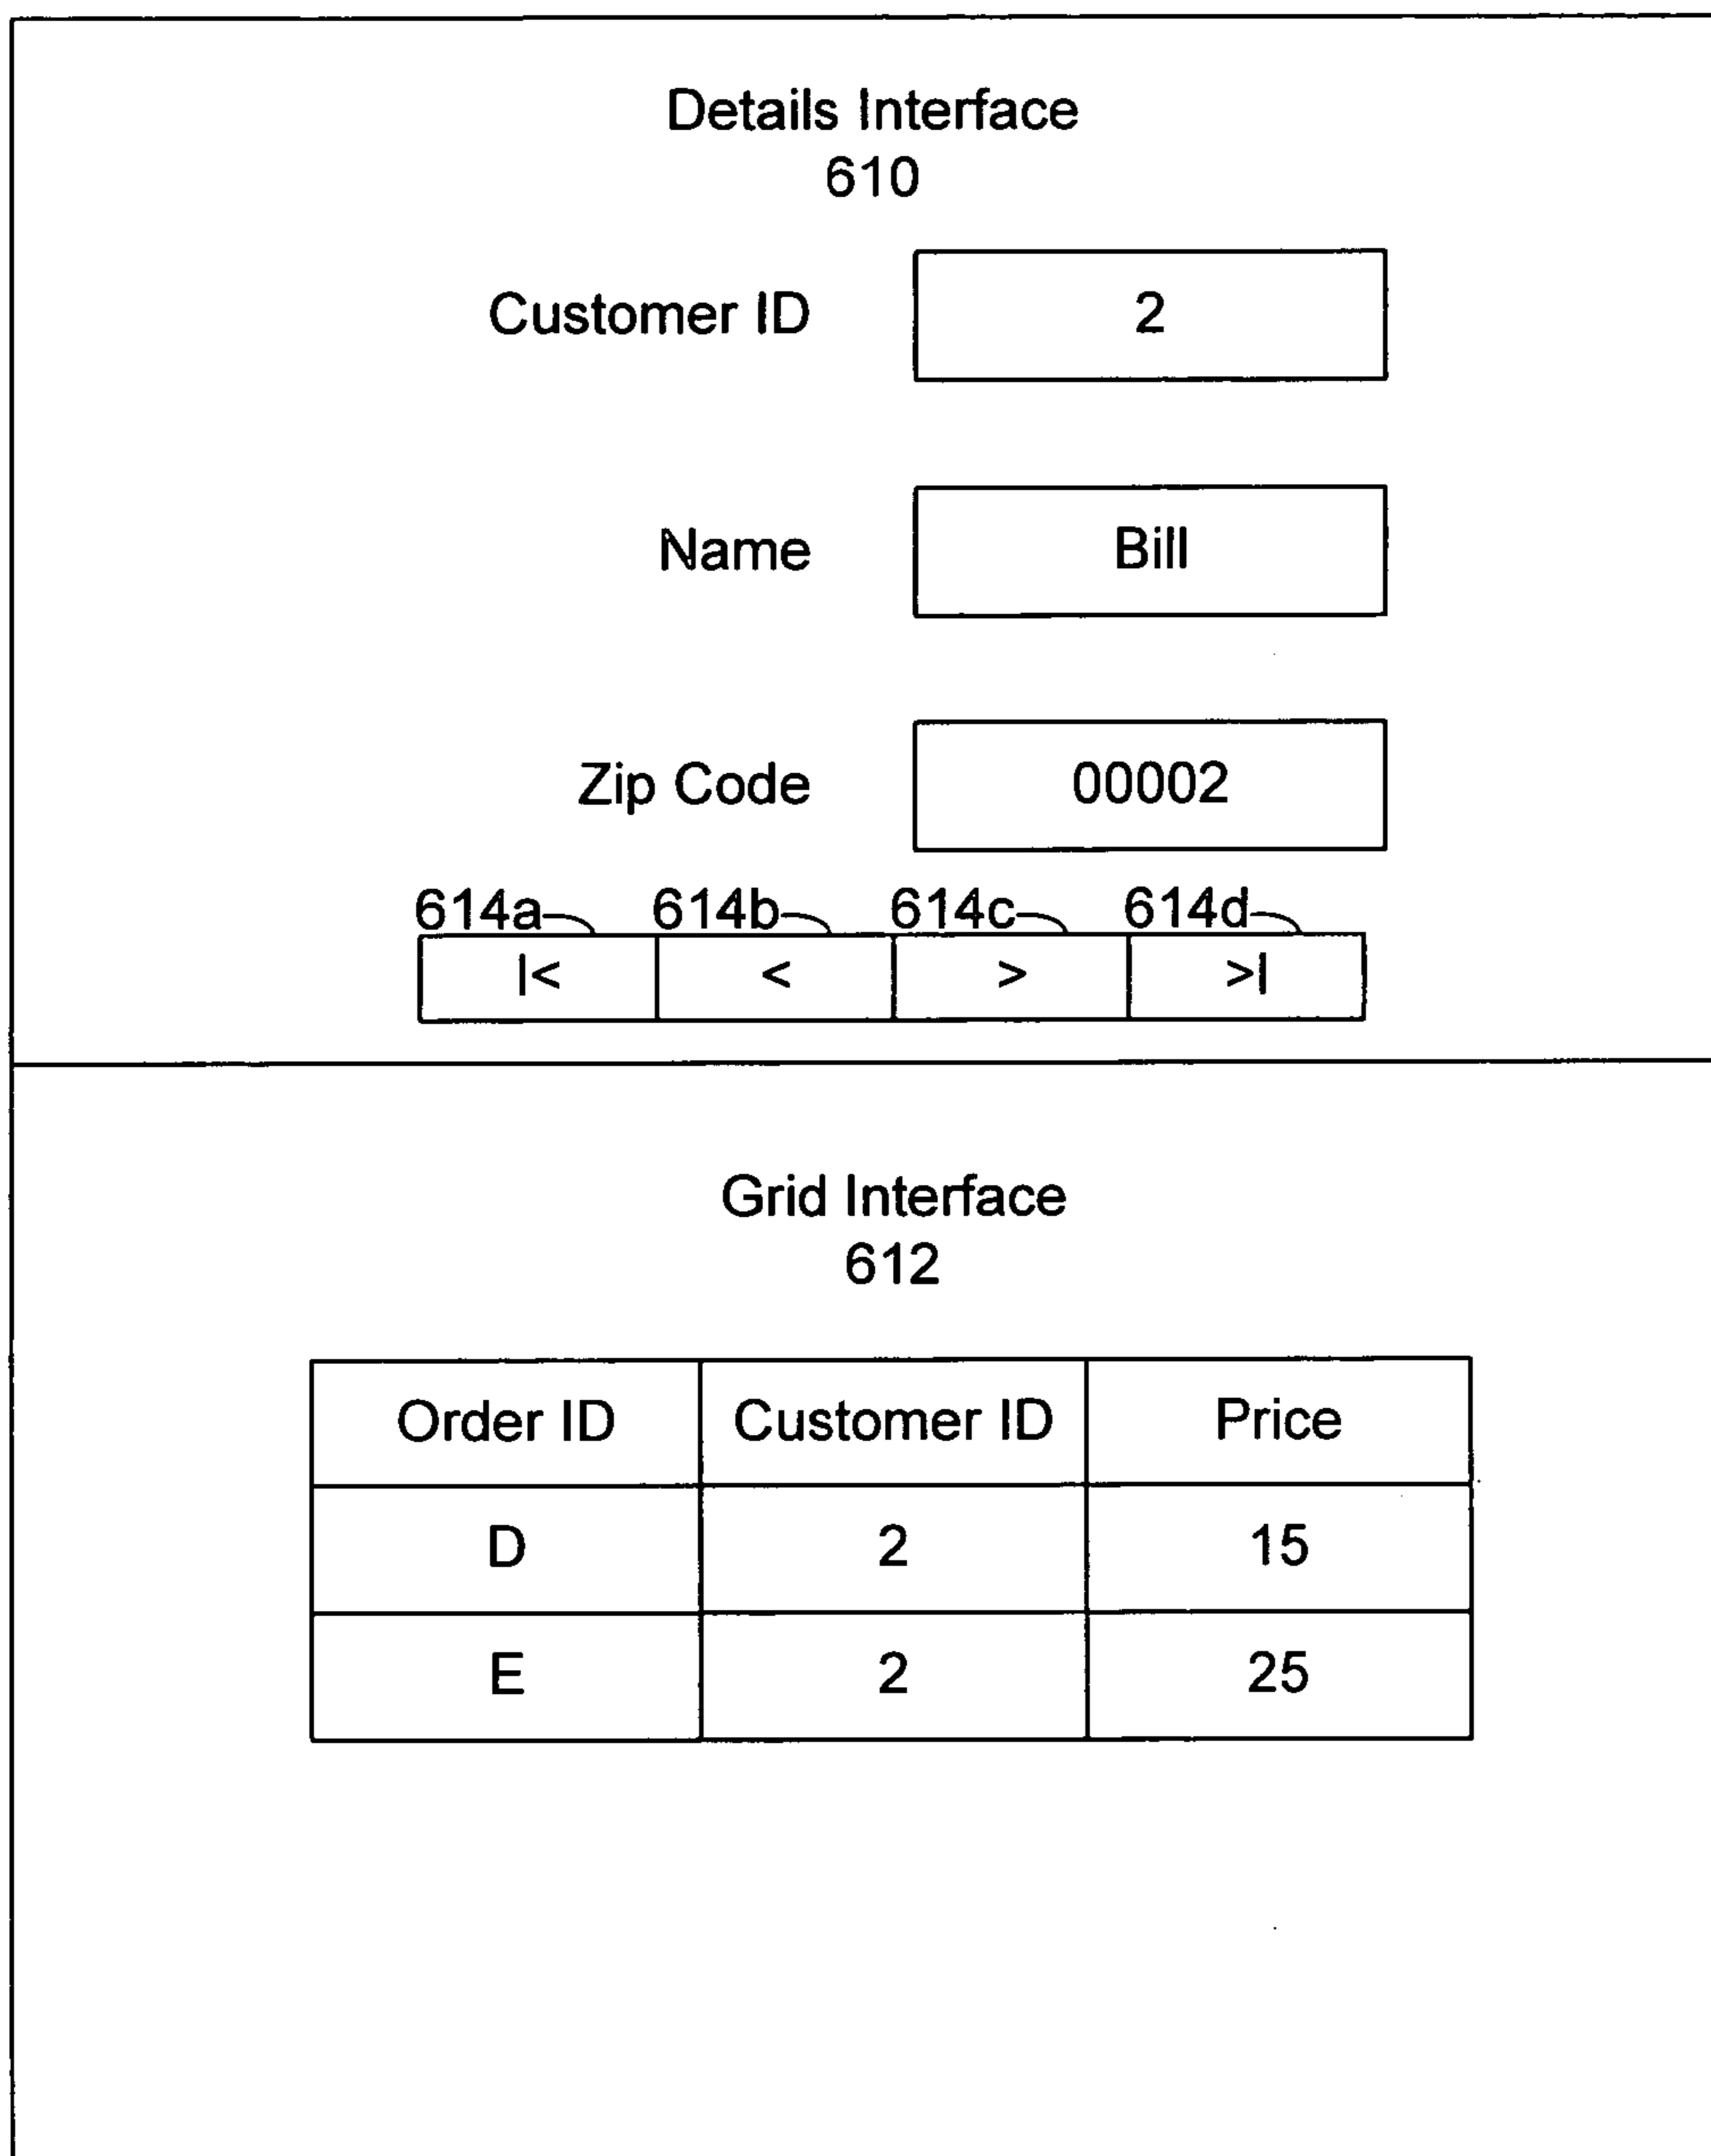 Details Interface
610
Customer ID 2
Name Bill
Zip Code 00002
614a 614b 614c 614d
|< < > >|
Grid Interface
612
Order ID Customer ID Price
D 2 15
E 2 25